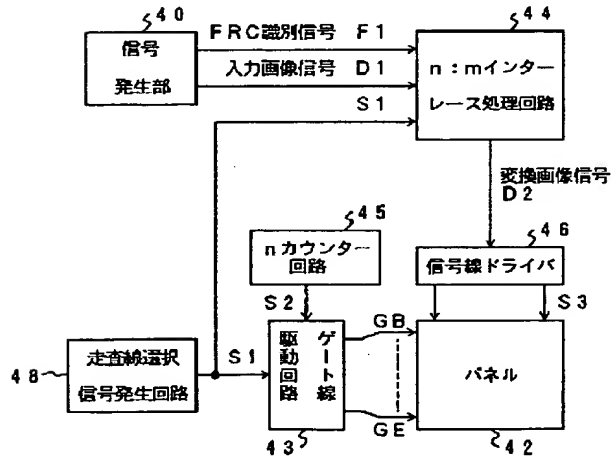 40
信号
発生部
FRC識別信号 F1
入力画像信号 D1
S1
44
n:mインター
レース処理回路
変換画像信号
D2
45
nカウンター
回路
46
信号線ドライバ
S2
S3
48
走査線選択
信号発生回路
S1
ゲート線
駆動回路
43
GB
GE
パネル
42